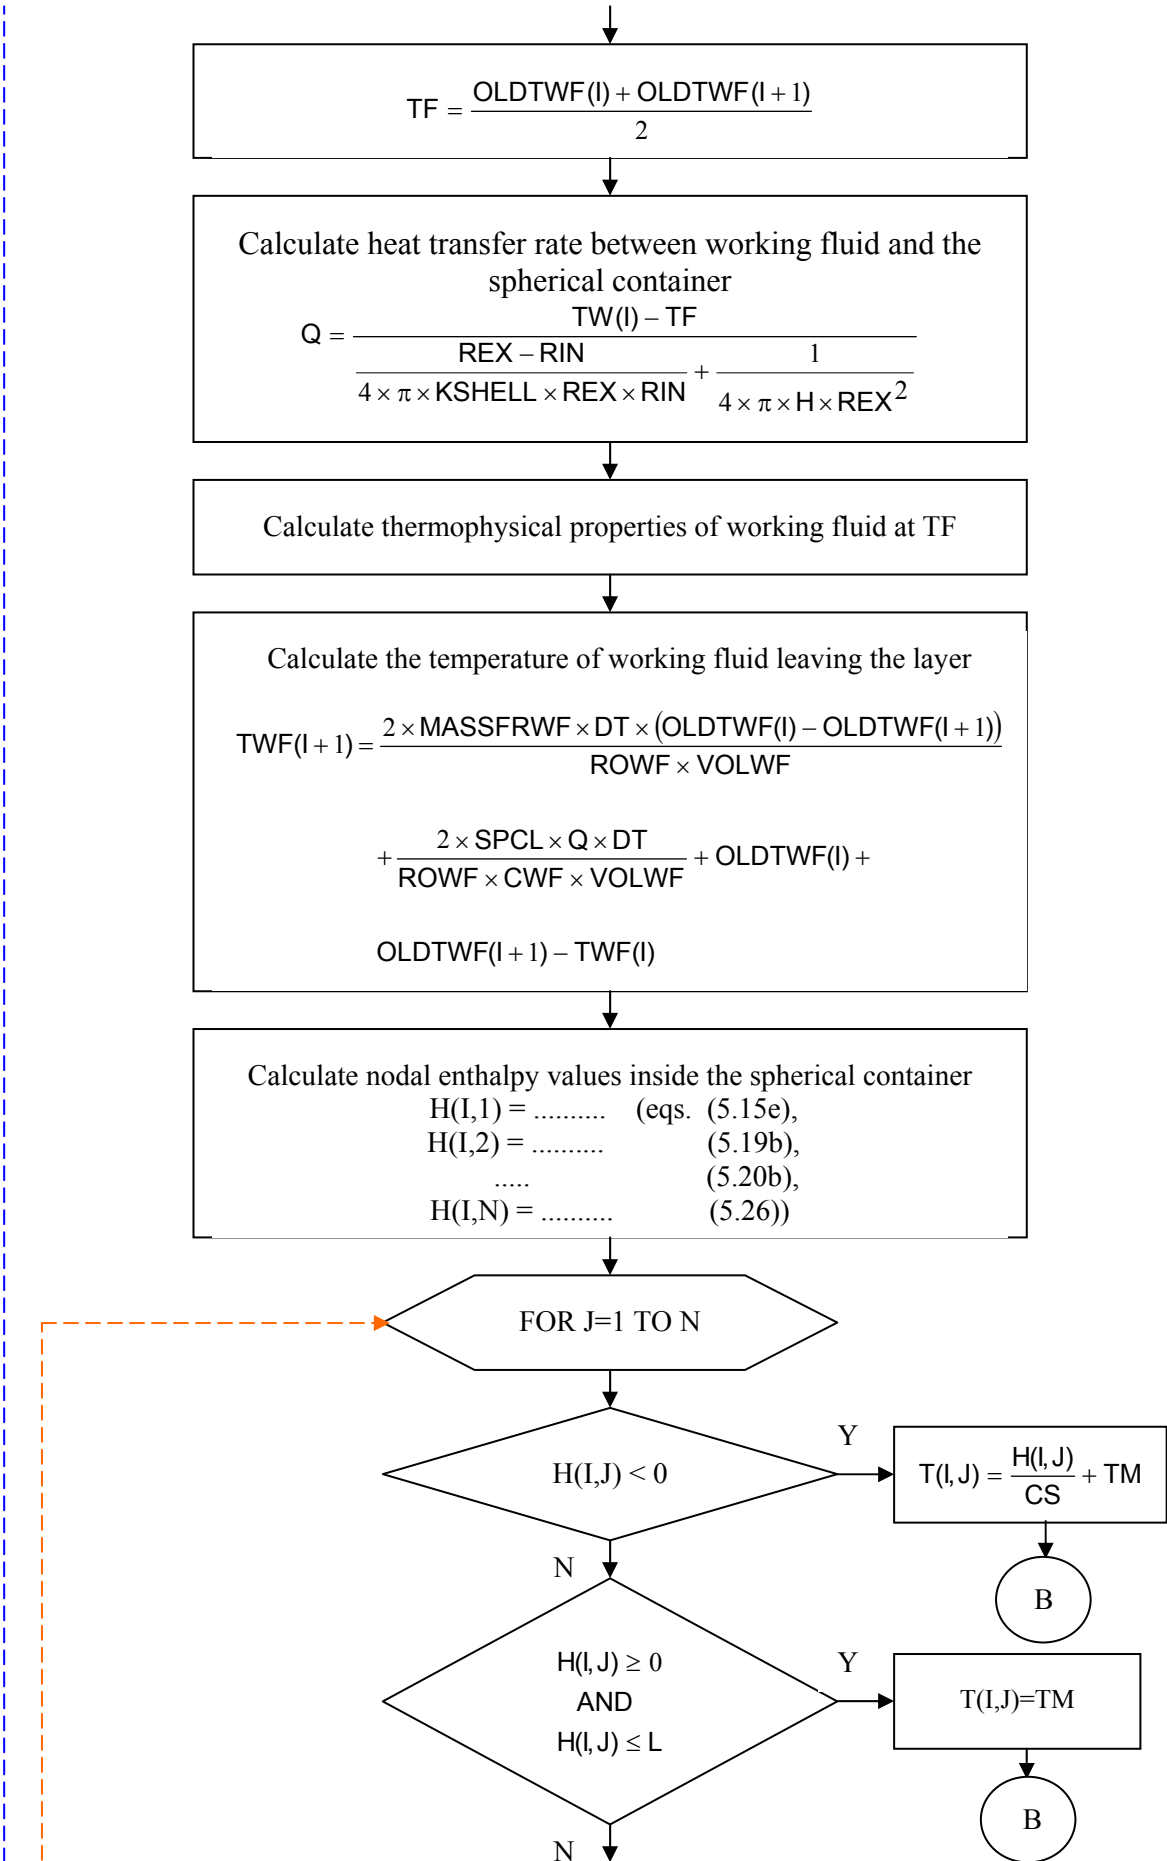 TF = (OLDTWF(I) + OLDTWF(I + 1)) / 2
Calculate heat transfer rate between working fluid and the
spherical container
Q = (TW(I) − TF) / ((REX − RIN) / (4 × π × KSHELL × REX × RIN) + 1 / (4 × π × H × REX²))
Calculate thermophysical properties of working fluid at TF
Calculate the temperature of working fluid leaving the layer
TWF(I + 1) = (2 × MASSFRWF × DT × (OLDTWF(I) − OLDTWF(I + 1))) / (ROWF × VOLWF)
+ (2 × SPCL × Q × DT) / (ROWF × CWF × VOLWF) + OLDTWF(I) +
OLDTWF(I + 1) − TWF(I)
Calculate nodal enthalpy values inside the spherical container
H(I,1) = .......... (eqs. (5.15e),
H(I,2) = .......... (5.19b),
..... (5.20b),
H(I,N) = .......... (5.26))
FOR J=1 TO N
H(I,J) < 0
Y
T(I,J) = H(I,J) / CS + TM
B
N
H(I,J) ≥ 0
AND
H(I,J) ≤ L
Y
T(I,J)=TM
B
N